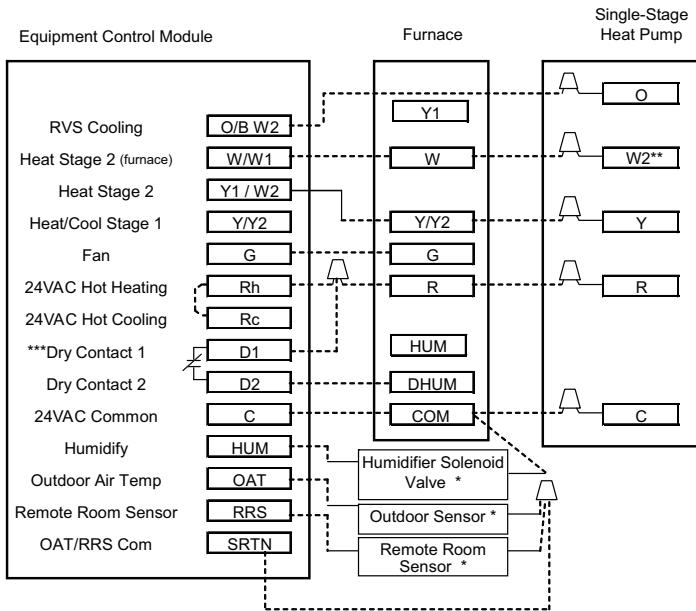 Single-Stage
Heat Pump
Equipment Control Module
Furnace
O
Y1
RVS Cooling
O/B W2
Heat Stage 2 (furnace)
W/W1
W
W2**
Heat Stage 2
Y1 / W2
Heat/Cool Stage 1
Y/Y2
Y/Y2
Y
Fan
G
G
24VAC Hot Heating
Rh
R
R
24VAC Hot Cooling
Rc
***Dry Contact 1
D1
HUM
Dry Contact 2
D2
DHUM
24VAC Common
C
COM
C
Humidify
HUM
Humidifier Solenoid
Valve *
Outdoor Air Temp
OAT
Outdoor Sensor *
Remote Room Sensor
RRS
Remote Room
Sensor *
OAT/RRS Com
SRTN